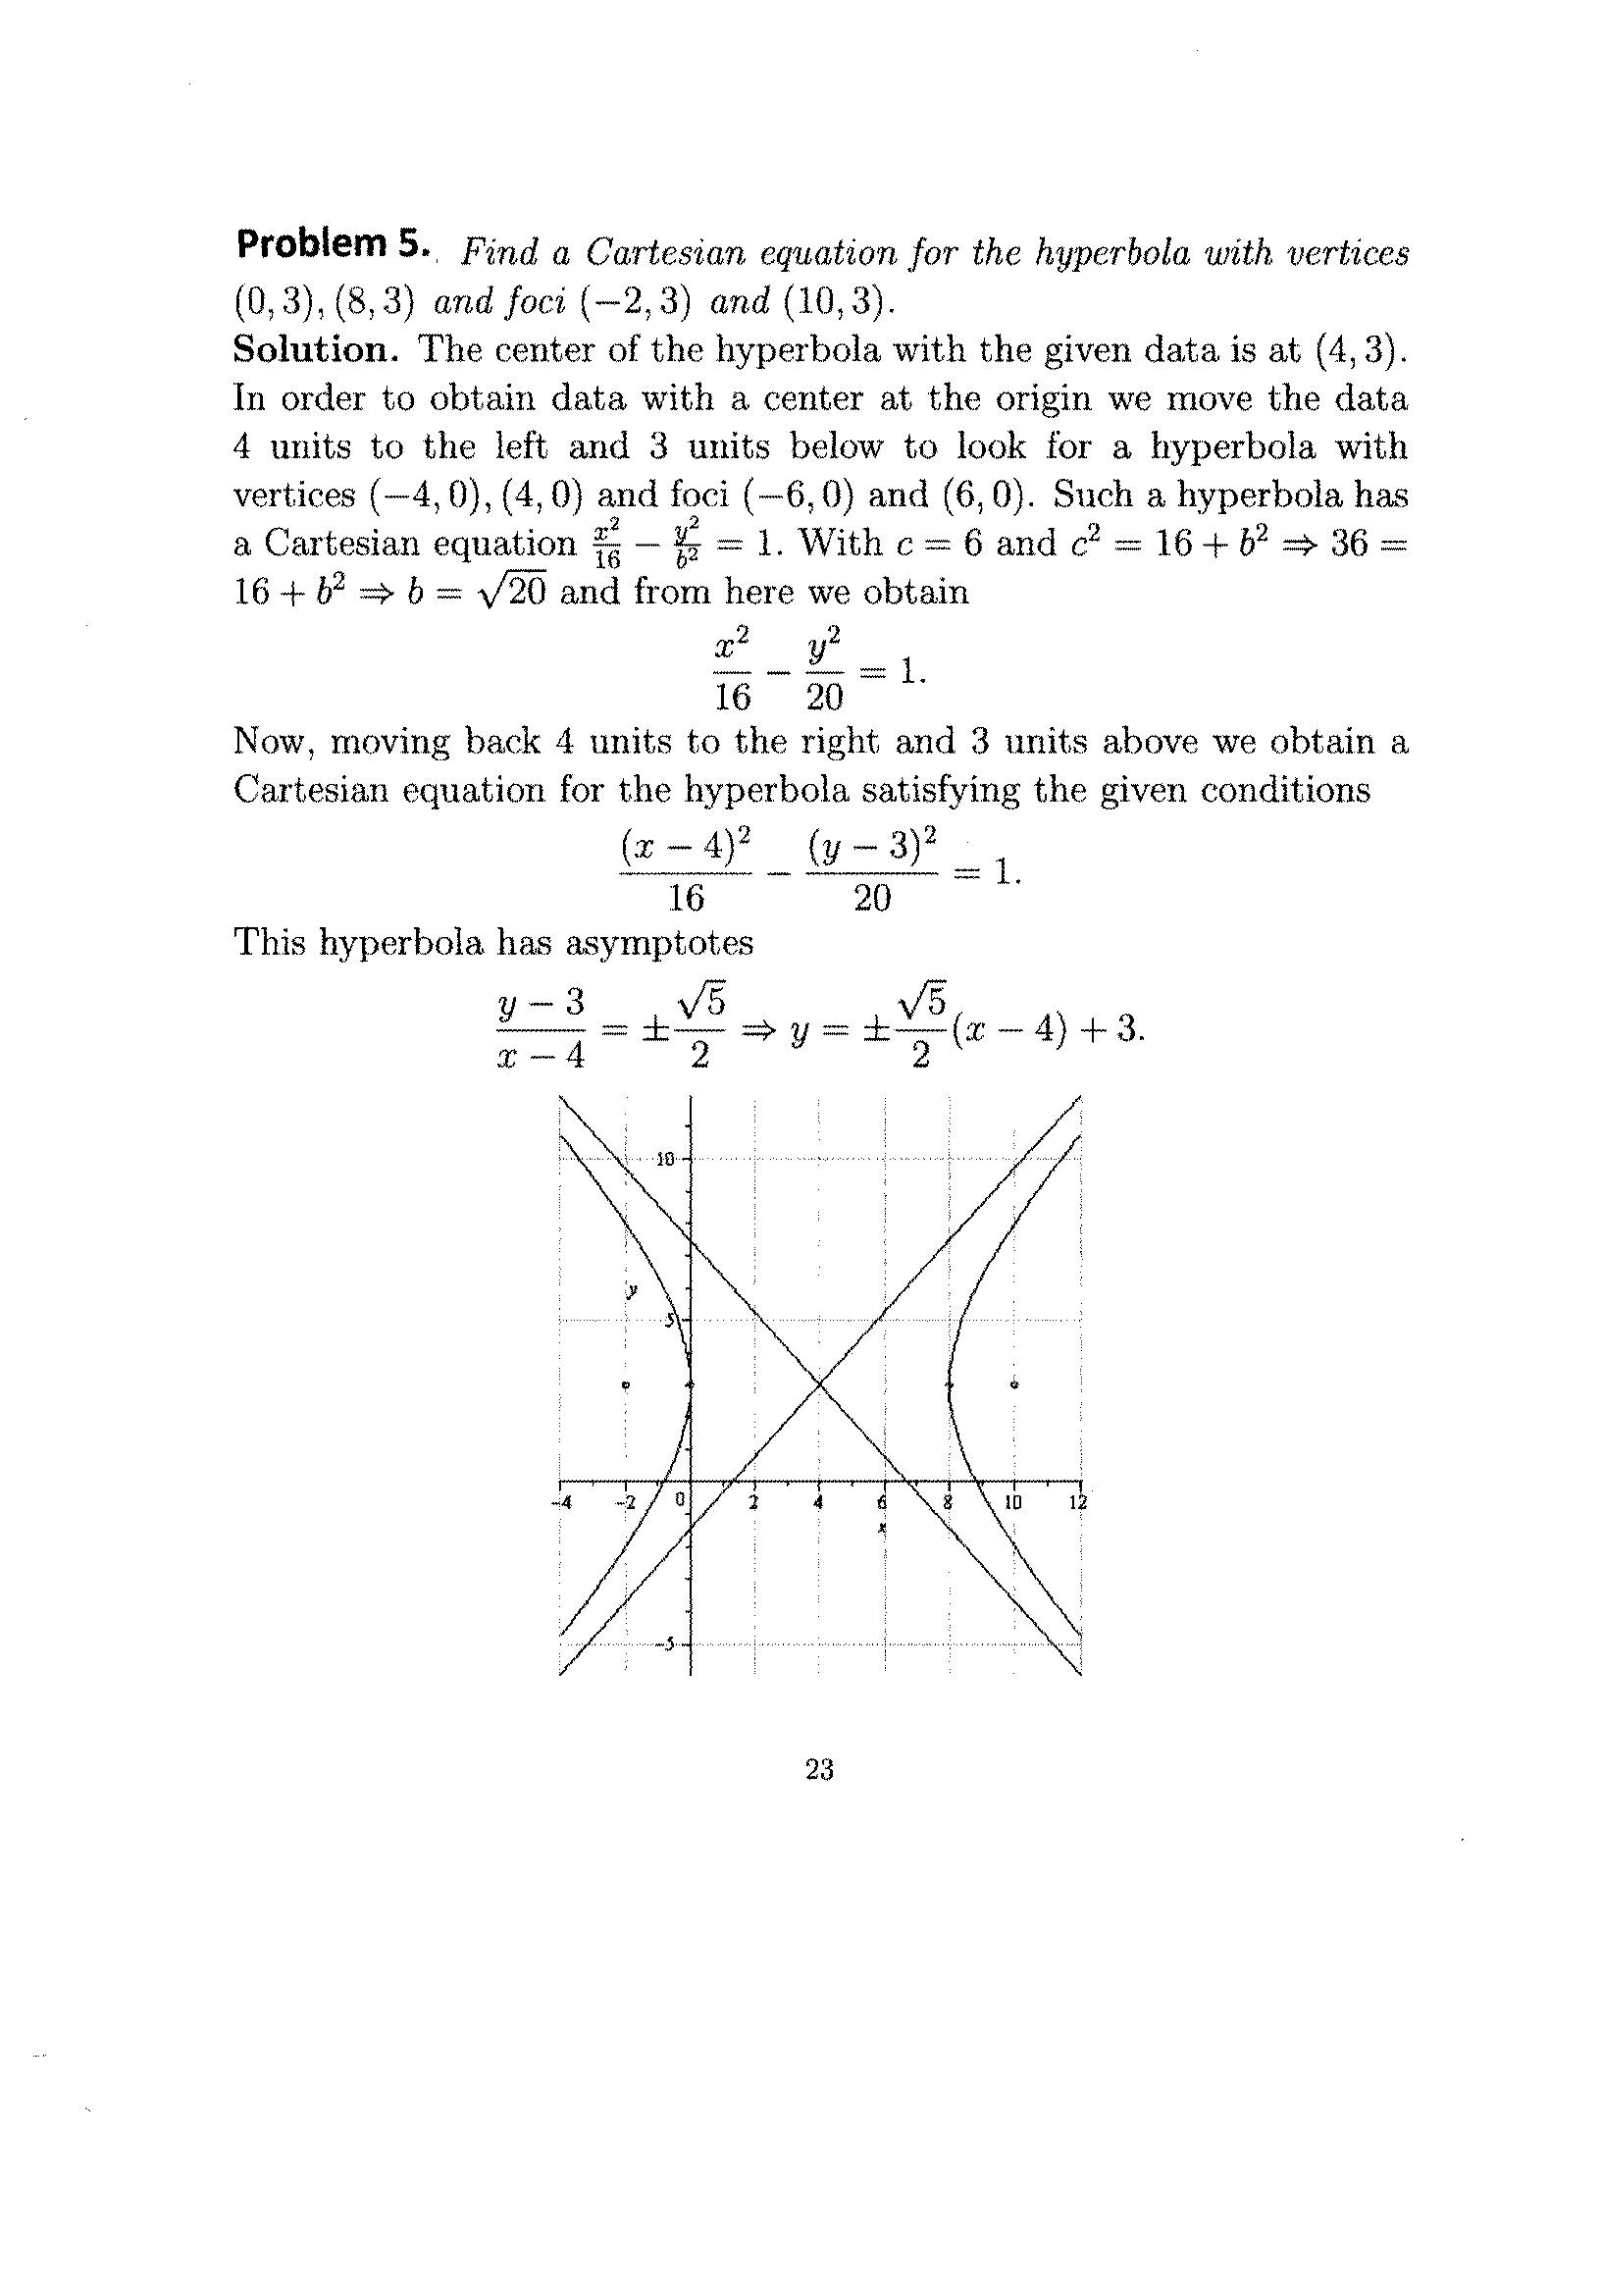 Problem 5. Find a Cartesian equation for the hyperbola with vertices
(0, 3), (8, 3) and foci (−2, 3) and (10, 3).
Solution. The center of the hyperbola with the given data is at (4, 3).
In order to obtain data with a center at the origin we move the data
4 units to the left and 3 units below to look for a hyperbola with
vertices (−4, 0), (4, 0) and foci (−6, 0) and (6, 0). Such a hyperbola has
a Cartesian equation x²/16 − y²/b² = 1. With c = 6 and c² = 16 + b² ⇒ 36 =
16 + b² ⇒ b = √20 and from here we obtain
x²/16 − y²/20 = 1.
Now, moving back 4 units to the right and 3 units above we obtain a
Cartesian equation for the hyperbola satisfying the given conditions
(x − 4)²/16 − (y − 3)²/20 = 1.
This hyperbola has asymptotes
(y − 3)/(x − 4) = ±√5/2 ⇒ y = ±√5/2 (x − 4) + 3.
10
y
5
−4 −2 0 2 4 6 8 10 12
x
−5
23